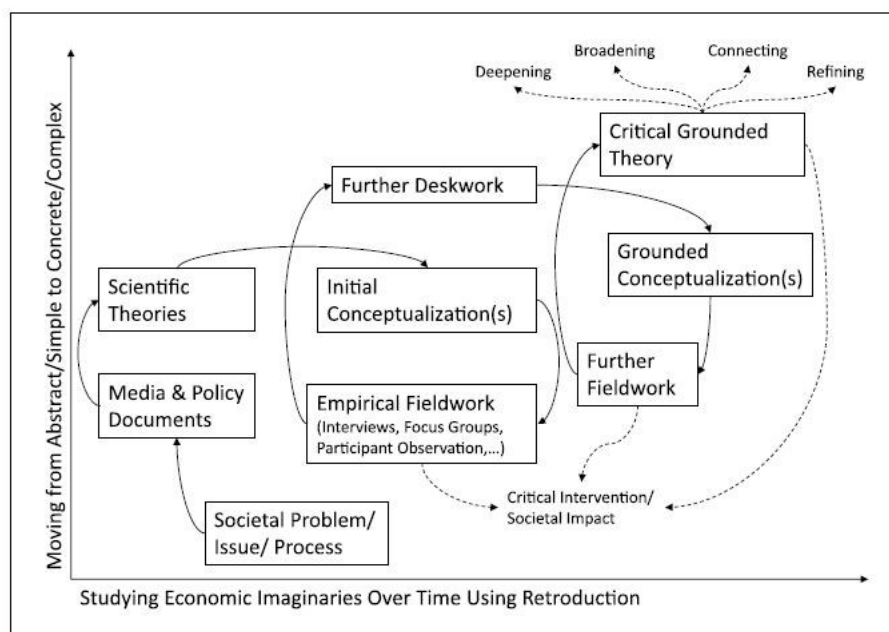 Moving from Abstract/Simple to Concrete/Complex
Broadening
Connecting
Deepening
Refining
Critical Grounded
Theory
Further Deskwork
Grounded
Conceptualization(s)
Scientific
Theories
Initial
Conceptualization(s)
Further
Fieldwork
Media & Policy
Documents
Empirical Fieldwork
(Interviews, Focus Groups,
Participant Observation,...)
Critical Intervention/
Societal Impact
Societal Problem/
Issue/ Process
Studying Economic Imaginaries Over Time Using Retroduction